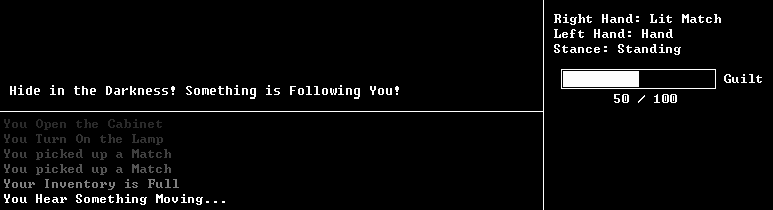 Hide in the Darkness! Something is Following You!
You Open the Cabinet
You Turn On the Lamp
You picked up a Match
You picked up a Match
Your Inventory is Full
You Hear Something Moving...
Right Hand: Lit Match
Left Hand: Hand
Stance: Standing
Guilt
50 / 100